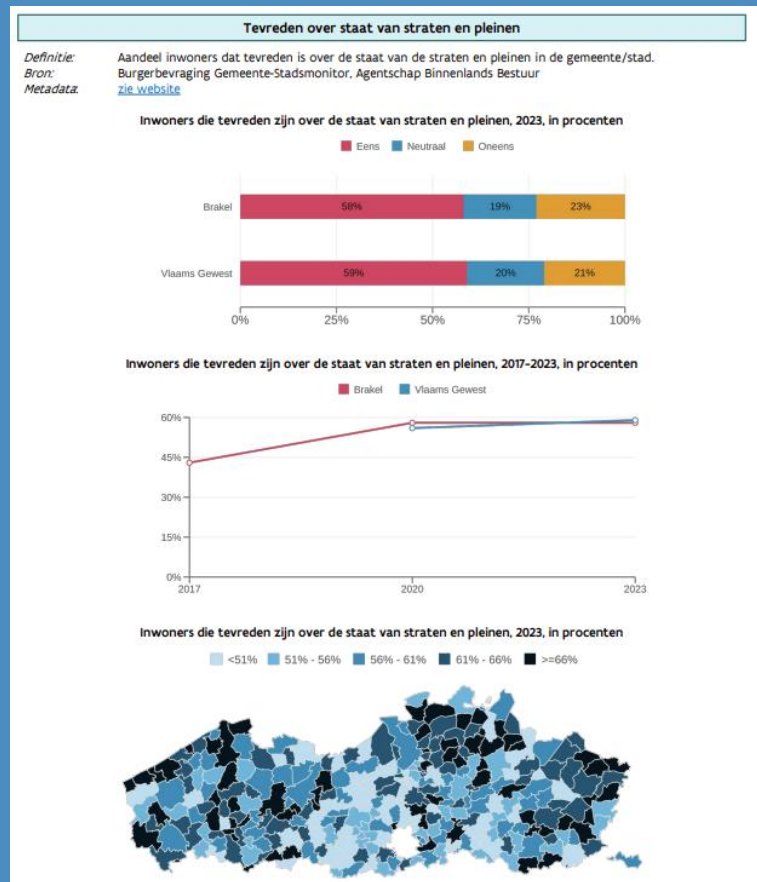 Tevreden over staat van straten en pleinen
Definitie: Aandeel inwoners dat tevreden is over de staat van de straten en pleinen in de gemeente/stad.
Bron: Burgerbevraging Gemeente-Stadsmonitor, Agentschap Binnenlands Bestuur
Metadata: zie website
Inwoners die tevreden zijn over de staat van straten en pleinen, 2023, in procenten
Eens Neutraal Oneens
Brakel 58% 19% 23%
Vlaams Gewest 59% 20% 21%
0% 25% 50% 75% 100%
Inwoners die tevreden zijn over de staat van straten en pleinen, 2017-2023, in procenten
Brakel Vlaams Gewest
60%
45%
30%
15%
0%
2017 2020 2023
Inwoners die tevreden zijn over de staat van straten en pleinen, 2023, in procenten
<51% 51% - 56% 56% - 61% 61% - 66% >=66%